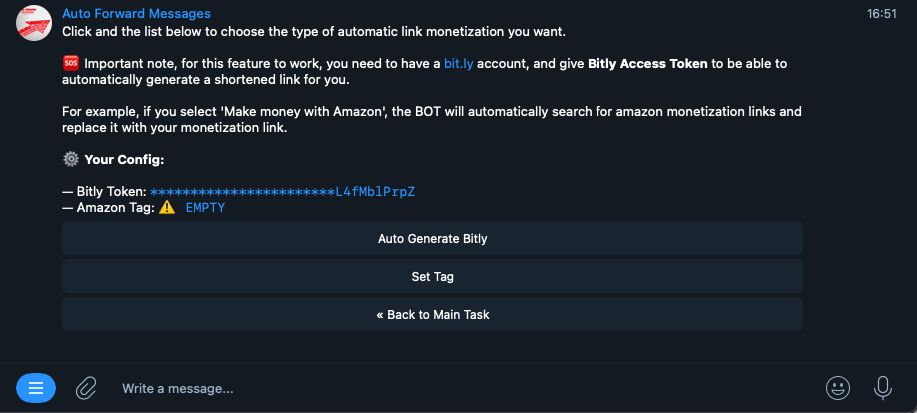 Auto Forward Messages
16:51
Click and the list below to choose the type of automatic link monetization you want.
🆘 Important note, for this feature to work, you need to have a bit.ly account, and give Bitly Access Token to be able to
automatically generate a shortened link for you.
For example, if you select 'Make money with Amazon', the BOT will automatically search for amazon monetization links and
replace it with your monetization link.
⚙️ Your Config:
— Bitly Token: ***********************L4fMblPrpZ
— Amazon Tag: ⚠️ EMPTY
Auto Generate Bitly
Set Tag
« Back to Main Task
Write a message...